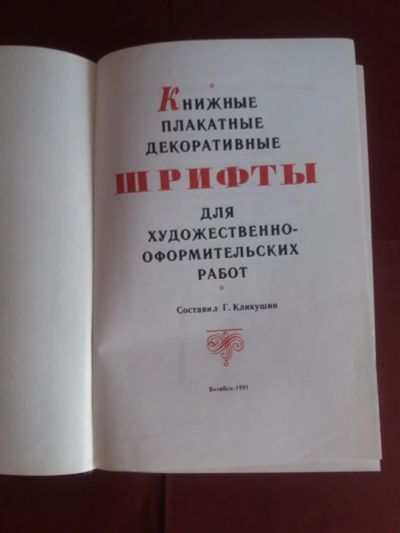 Книжные
плакатные
декоративные
шрифты
для
художественно-
оформительских
работ
Составил Г. Кликушин
Витебск-1991